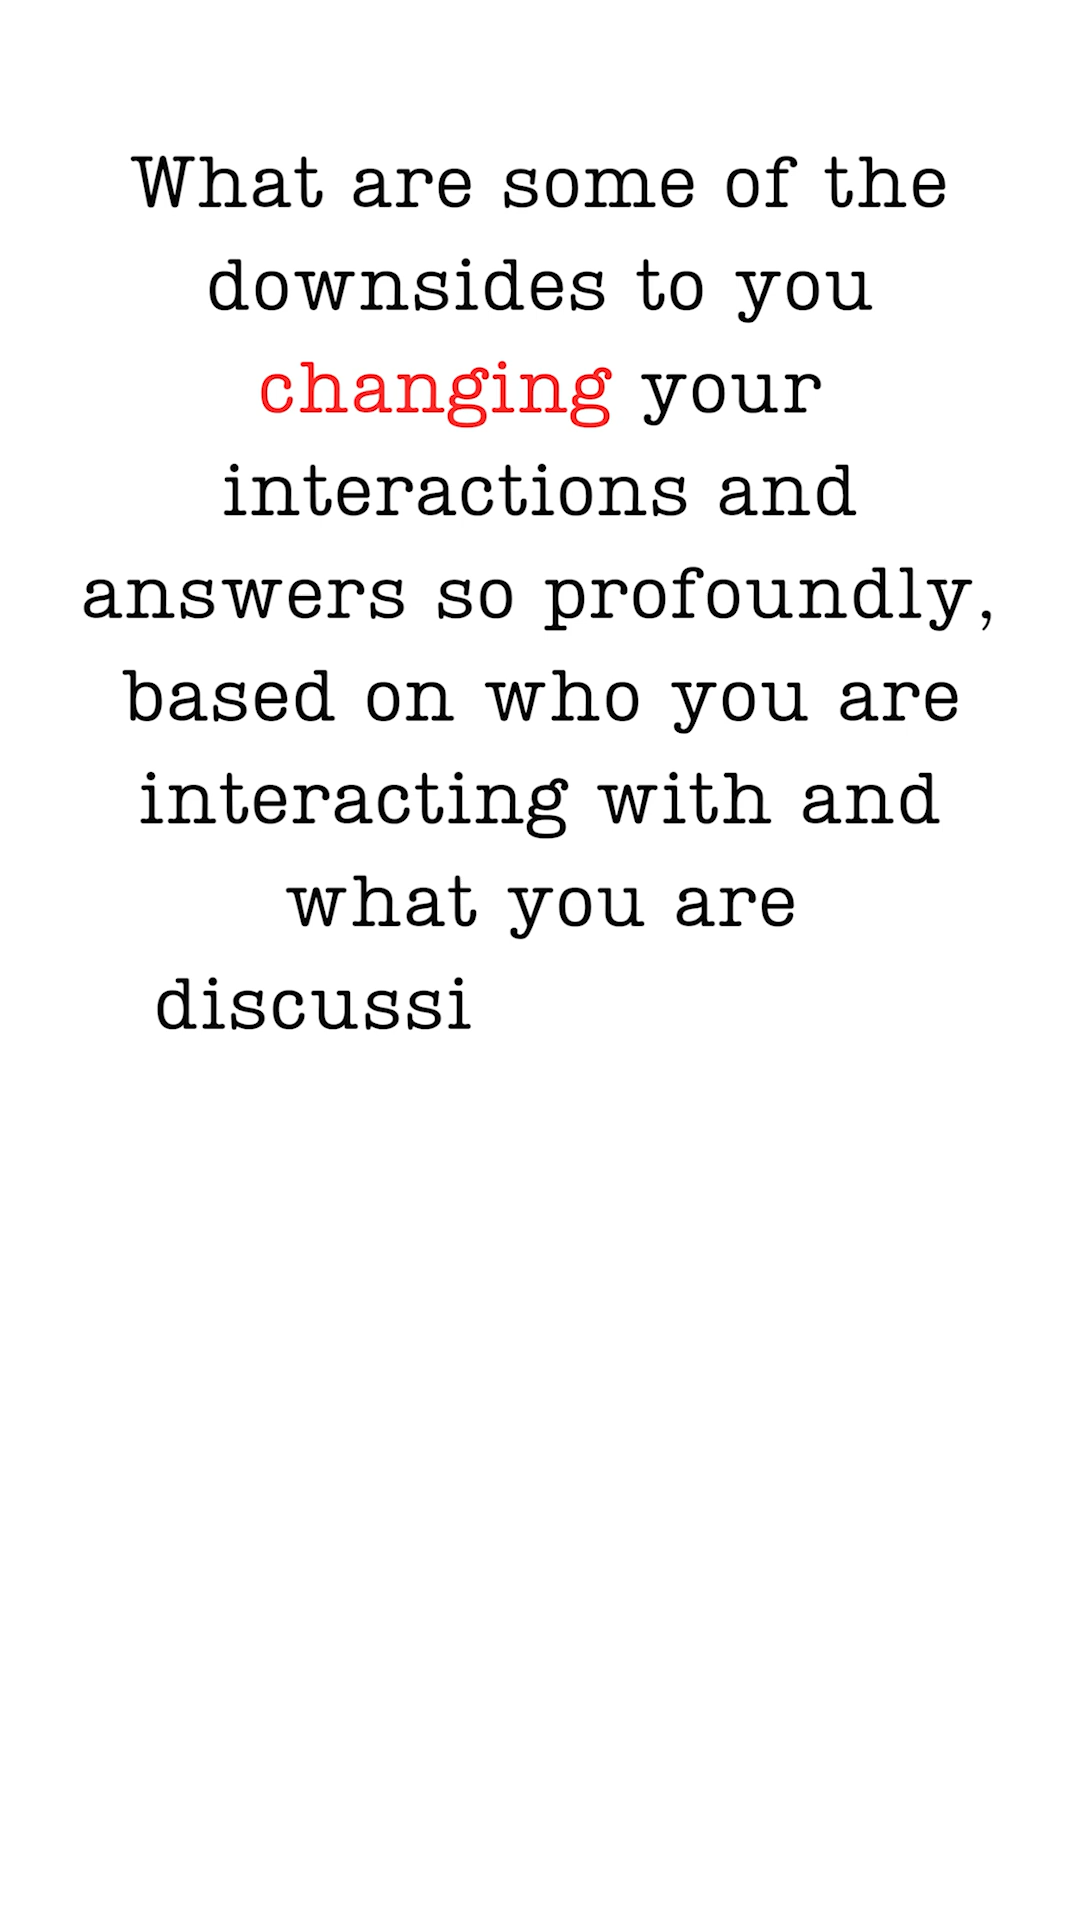 What are some of the
downsides to you
changing your
interactions and
answers so profoundly,
based on who you are
interacting with and
what you are
discussi